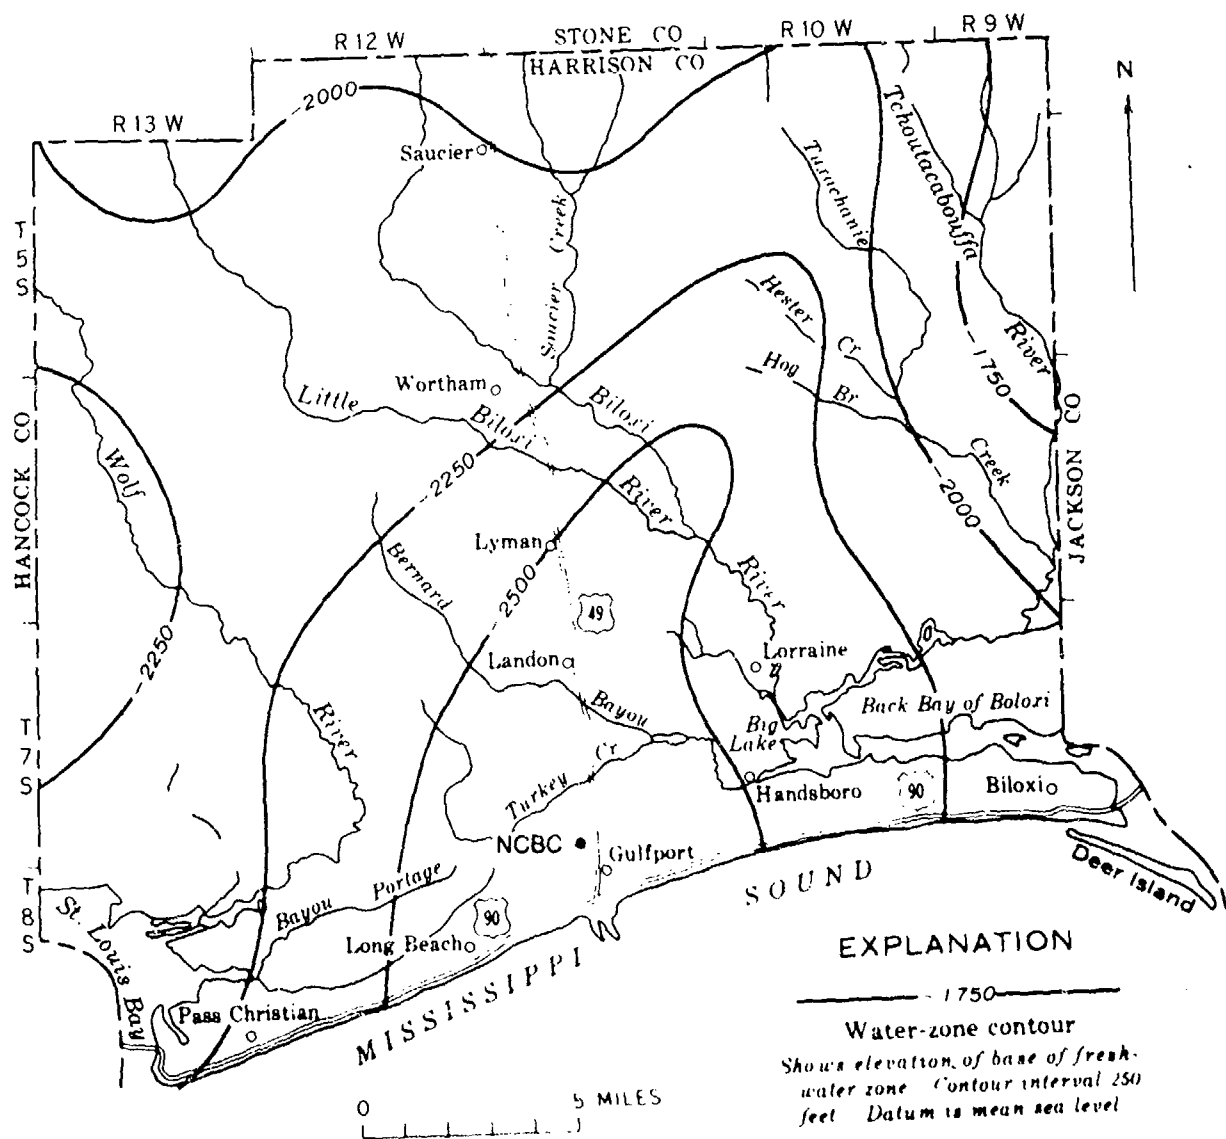 R 12 W
STONE CO
R 10 W
R 9 W
HARRISON CO
N
-2000
R 13 W
Saucier
Tchoutacabouffa
River
Tuxachanie
Saucier Creek
T
5
S
Hester
Cr
Hog
Br
Creek
-1750
Wortham
Little
Biloxi
River
Biloxi
River
HANCOCK CO
JACKSON CO
Wolf
River
-2250
-2000
Lyman
Bernard
Bayou
-2500
49
-2250
Landon
Lorraine
T
7
S
Back Bay of Bolori
Big
Lake
Turkey
Cr
Handsboro
90
Biloxi
NCBC
Gulfport
Deer Island
T
8
S
St. Louis Bay
Bayou Portage
90
Long Beach
Pass Christian
MISSISSIPPI SOUND
EXPLANATION
-1750
Water-zone contour
Shows elevation of base of fresh-
water zone Contour interval 250
feet Datum is mean sea level
0
5 MILES